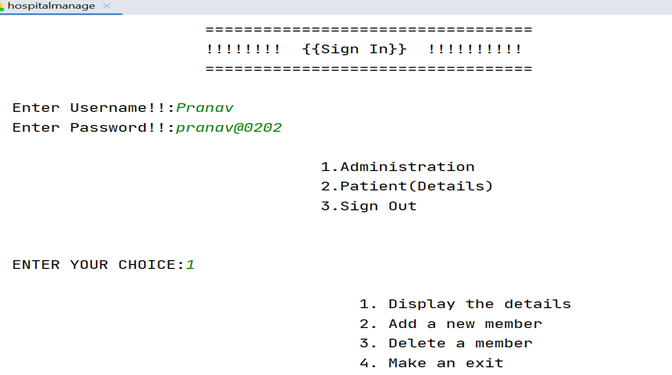 hospitalmanage
==================================
!!!!!!!! {{Sign In}} !!!!!!!!!!
==================================
Enter Username!!:Pranav
Enter Password!!:pranav@0202
1.Administration
2.Patient(Details)
3.Sign Out
ENTER YOUR CHOICE:1
1. Display the details
2. Add a new member
3. Delete a member
4. Make an exit